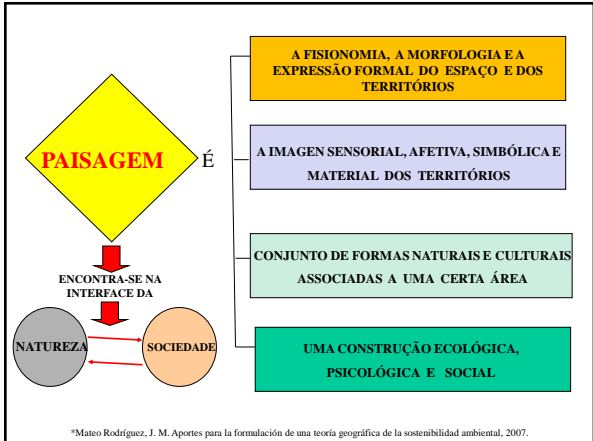 PAISAGEM É
ENCONTRA-SE NA
INTERFACE DA
NATUREZA
SOCIEDADE
A FISIONOMIA, A MORFOLOGIA E A
EXPRESSÃO FORMAL DO ESPAÇO E DOS
TERRITÓRIOS
A IMAGEN SENSORIAL, AFETIVA, SIMBÓLICA E
MATERIAL DOS TERRITÓRIOS
CONJUNTO DE FORMAS NATURAIS E CULTURAIS
ASSOCIADAS A UMA CERTA ÁREA
UMA CONSTRUÇÃO ECOLÓGICA,
PSICOLÓGICA E SOCIAL
*Mateo Rodríguez, J. M. Aportes para la formulación de una teoría geográfica de la sostenibilidad ambiental, 2007.